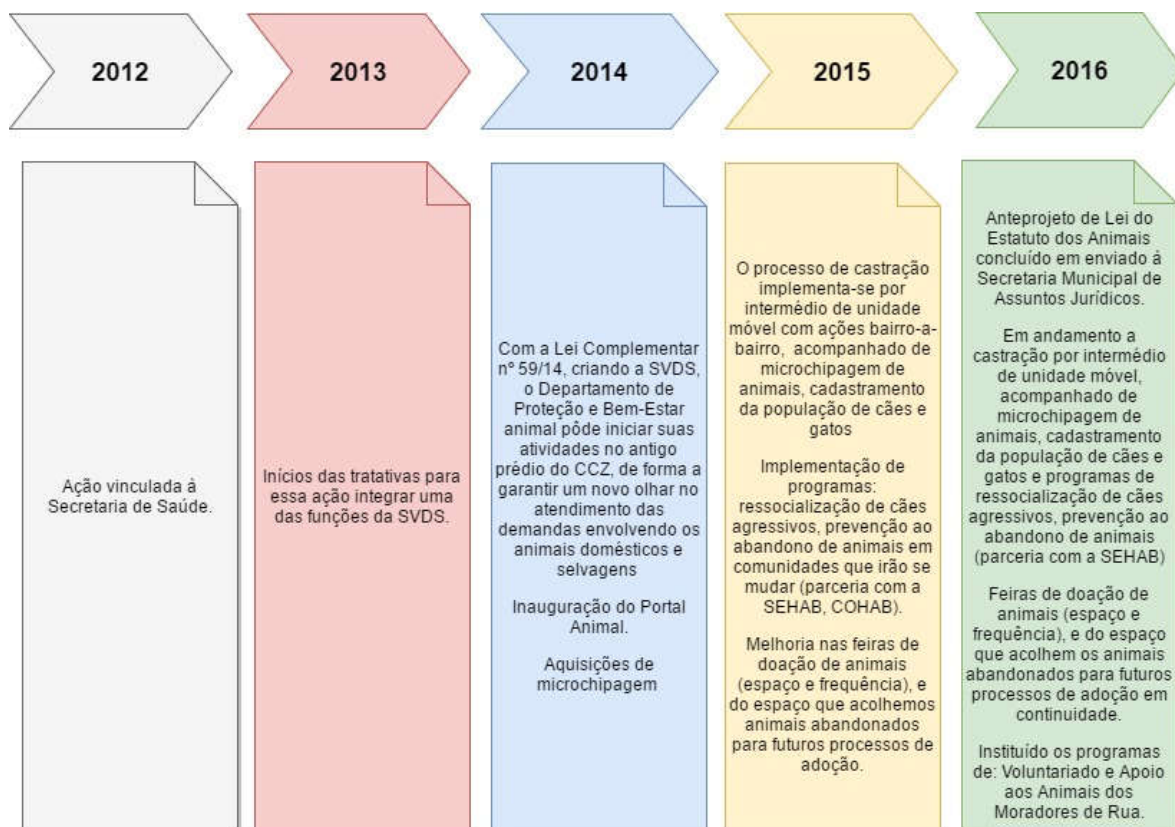 2012
2013
2014
2015
2016
Ação vinculada à
Secretaria de Saúde.
Inícios das tratativas para
essa ação integrar uma
das funções da SVDS.
Com a Lei Complementar
nº 59/14, criando a SVDS,
o Departamento de
Proteção e Bem-Estar
animal pôde iniciar suas
atividades no antigo
prédio do CCZ, de forma a
garantir um novo olhar no
atendimento das
demandas envolvendo os
animais domésticos e
selvagens
Inauguração do Portal
Animal.
Aquisições de
microchipagem
O processo de castração
implementa-se por
intermédio de unidade
móvel com ações bairro-a-
bairro, acompanhado de
microchipagem de
animais, cadastramento
da população de cães e
gatos
Implementação de
programas:
ressocialização de cães
agressivos, prevenção ao
abandono de animais em
comunidades que irão se
mudar (parceria com a
SEHAB, COHAB).
Melhoria nas feiras de
doação de animais
(espaço e frequência), e
do espaço que acolhemos
animais abandonados
para futuros processos de
adoção.
Anteprojeto de Lei do
Estatuto dos Animais
concluído em enviado á
Secretaria Municipal de
Assuntos Jurídicos.
Em andamento a
castração por intermédio
de unidade móvel,
acompanhado de
microchipagem de
animais, cadastramento
da população de cães e
gatos e programas de
ressocialização de cães
agressivos, prevenção ao
abandono de animais
(parceria com a SEHAB)
Feiras de doação de
animais (espaço e
frequência), e do espaço
que acolhem os animais
abandonados para futuros
processos de adoção em
continuidade.
Instituído os programas
de: Voluntariado e Apoio
aos Animais dos
Moradores de Rua.